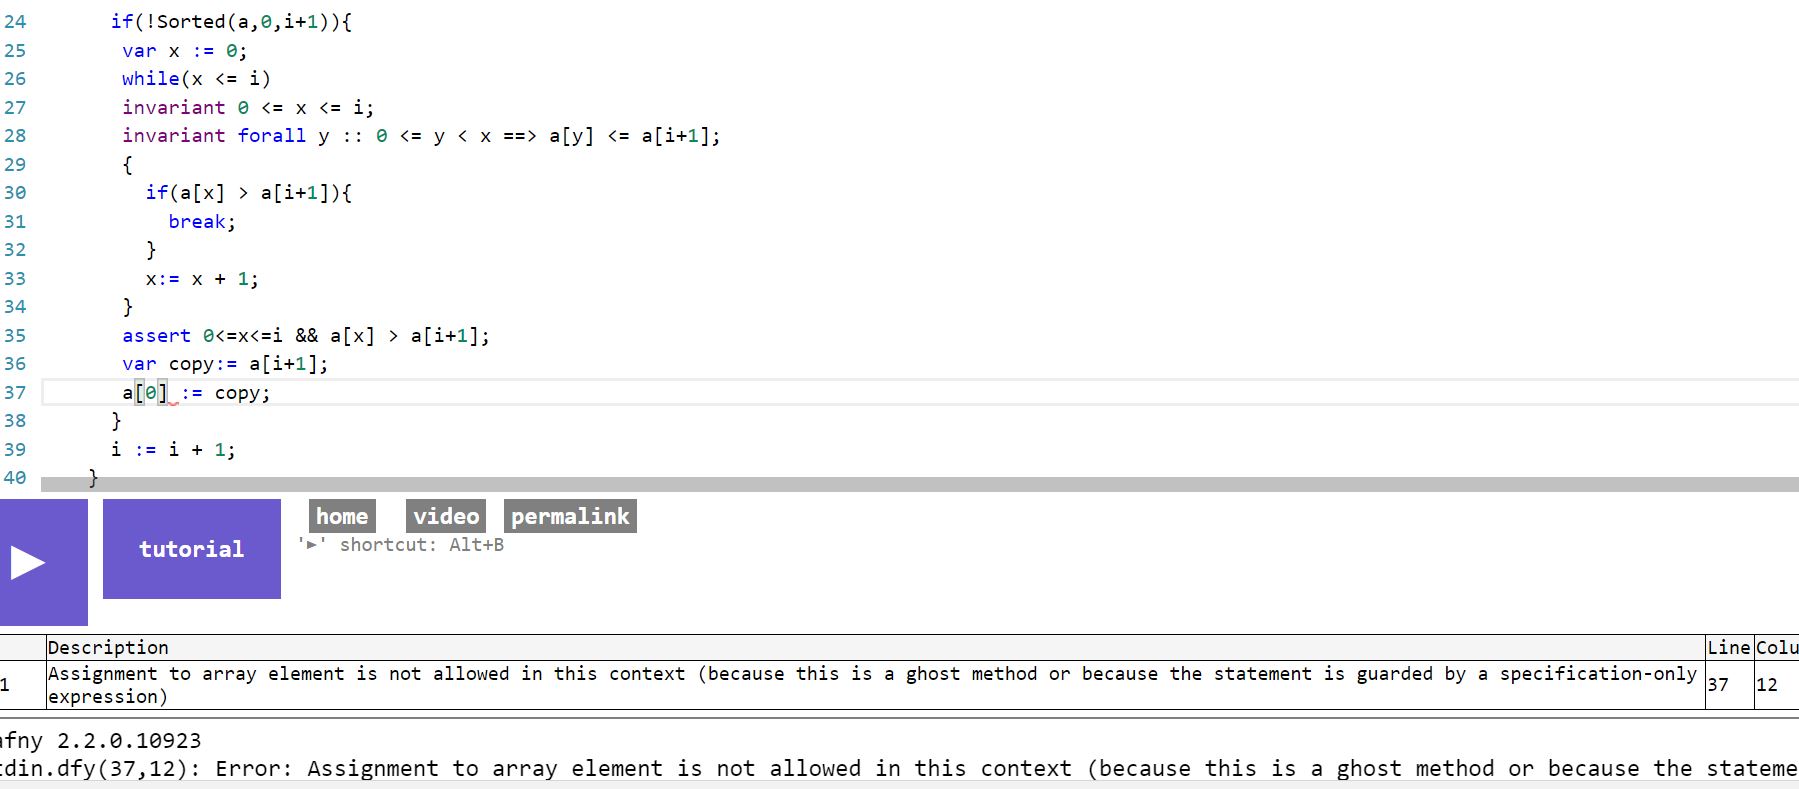 24 if(!Sorted(a,0,i+1)){
25 var x := 0;
26 while(x <= i)
27 invariant 0 <= x <= i;
28 invariant forall y :: 0 <= y < x ==> a[y] <= a[i+1];
29 {
30 if(a[x] > a[i+1]){
31 break;
32 }
33 x:= x + 1;
34 }
35 assert 0<=x<=i && a[x] > a[i+1];
36 var copy:= a[i+1];
37 a[0] := copy;
38 }
39 i := i + 1;
40 }
home video permalink
tutorial
'►' shortcut: Alt+B
Description Line Colu
1 Assignment to array element is not allowed in this context (because this is a ghost method or because the statement is guarded by a specification-only expression) 37 12
afny 2.2.0.10923
tdin.dfy(37,12): Error: Assignment to array element is not allowed in this context (because this is a ghost method or because the stateme